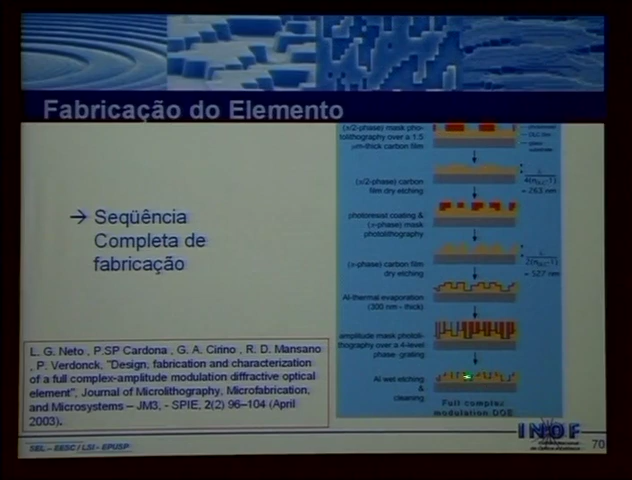 Fabricação do Elemento
→ Seqüência
Completa de
fabricação
L. G. Neto , P.SP Cardona , G. A. Cirino , R. D. Mansano
, P. Verdonck, "Design, fabrication and characterization
of a full complex-amplitude modulation diffractive optical
element", Journal of Microlithography, Microfabrication,
and Microsystems – JM3, - SPIE, 2(2) 96–104 (April
2003).
(π/2-phase) mask pho-
tolithography over a 1.5
µm-thick carbon film
(π/2-phase) carbon
film dry etching
photoresist coating &
(π-phase) mask
photolithography
(π-phase) carbon film
dry etching
Al-thermal evaporation
(300 nm - thick)
amplitude mask photoli-
thography over a 4-level
phase-grating
Al wet etching
&
cleaning
= 263 nm
= 527 nm
Full complex
modulation DOE
SEL – EESC / LSI – EPUSP
INOF
70